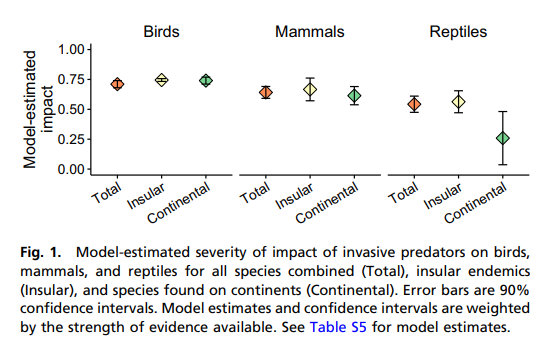 Birds
Mammals
Reptiles
Model-estimated
impact
1.00
0.75
0.50
0.25
0.00
Total
Insular
Continental
Total
Insular
Continental
Total
Insular
Continental
Fig. 1. Model-estimated severity of impact of invasive predators on birds,
mammals, and reptiles for all species combined (Total), insular endemics
(Insular), and species found on continents (Continental). Error bars are 90%
confidence intervals. Model estimates and confidence intervals are weighted
by the strength of evidence available. See Table S5 for model estimates.